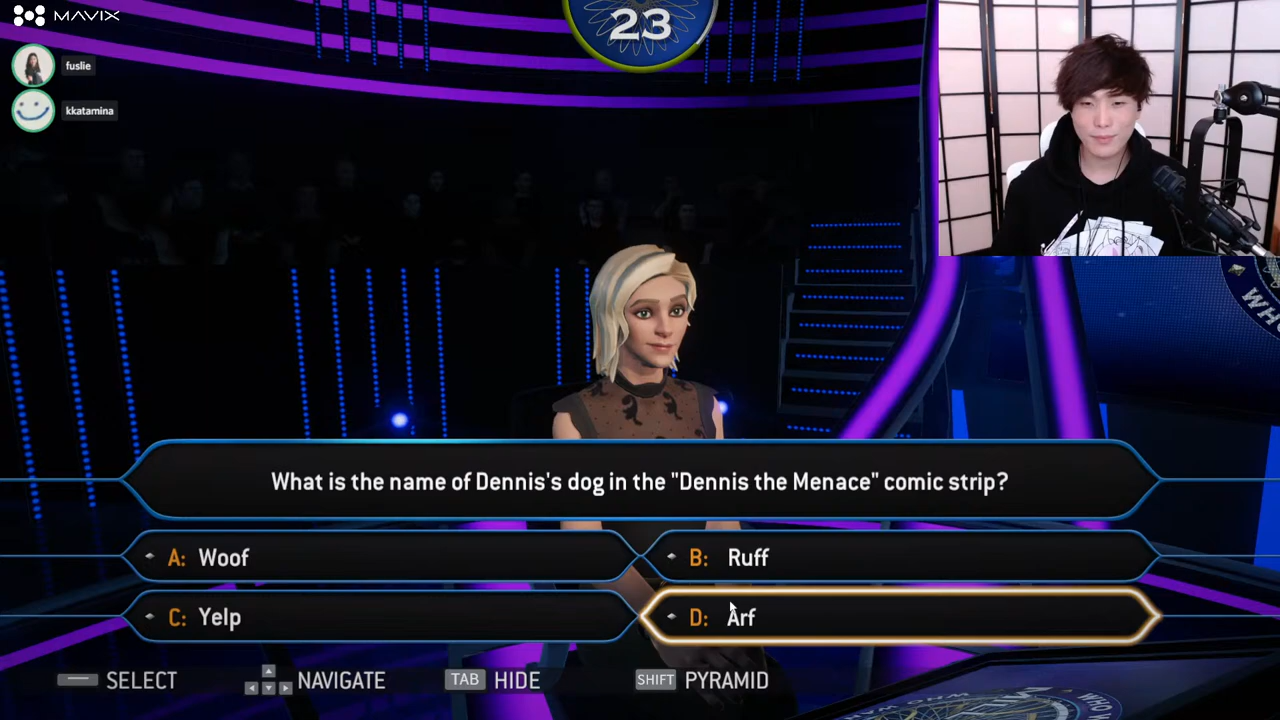 MAVIX
23
fuslie
kkatamina
WH
What is the name of Dennis's dog in the "Dennis the Menace" comic strip?
A: Woof
B: Ruff
C: Yelp
D: Arf
SELECT
NAVIGATE
TAB HIDE
SHIFT PYRAMID